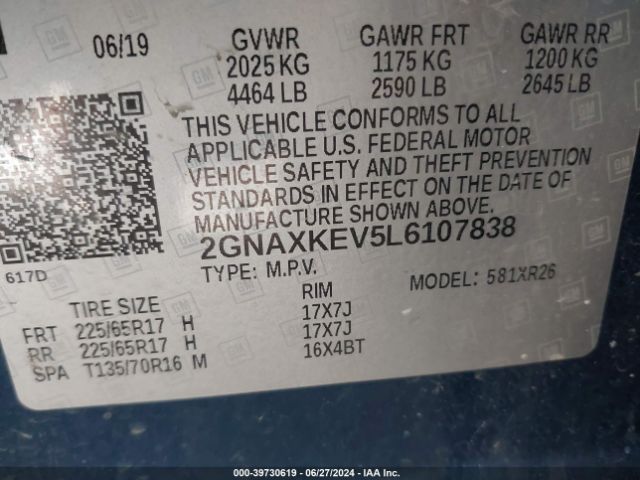 06/19 GVWR GAWR FRT GAWR RR
2025 KG 1175 KG 1200 KG
4464 LB 2590 LB 2645 LB
THIS VEHICLE CONFORMS TO ALL
APPLICABLE U.S. FEDERAL MOTOR
VEHICLE SAFETY AND THEFT PREVENTION
STANDARDS IN EFFECT ON THE DATE OF
MANUFACTURE SHOWN ABOVE.
2GNAXKEV5L6107838
617D TYPE: M.P.V. MODEL: 581XR26
TIRE SIZE RIM
FRT 225/65R17 H 17X7J
RR 225/65R17 H 17X7J
SPA T135/70R16 M 16X4BT
GM
000-39730619 - 06/27/2024 - IAA Inc.